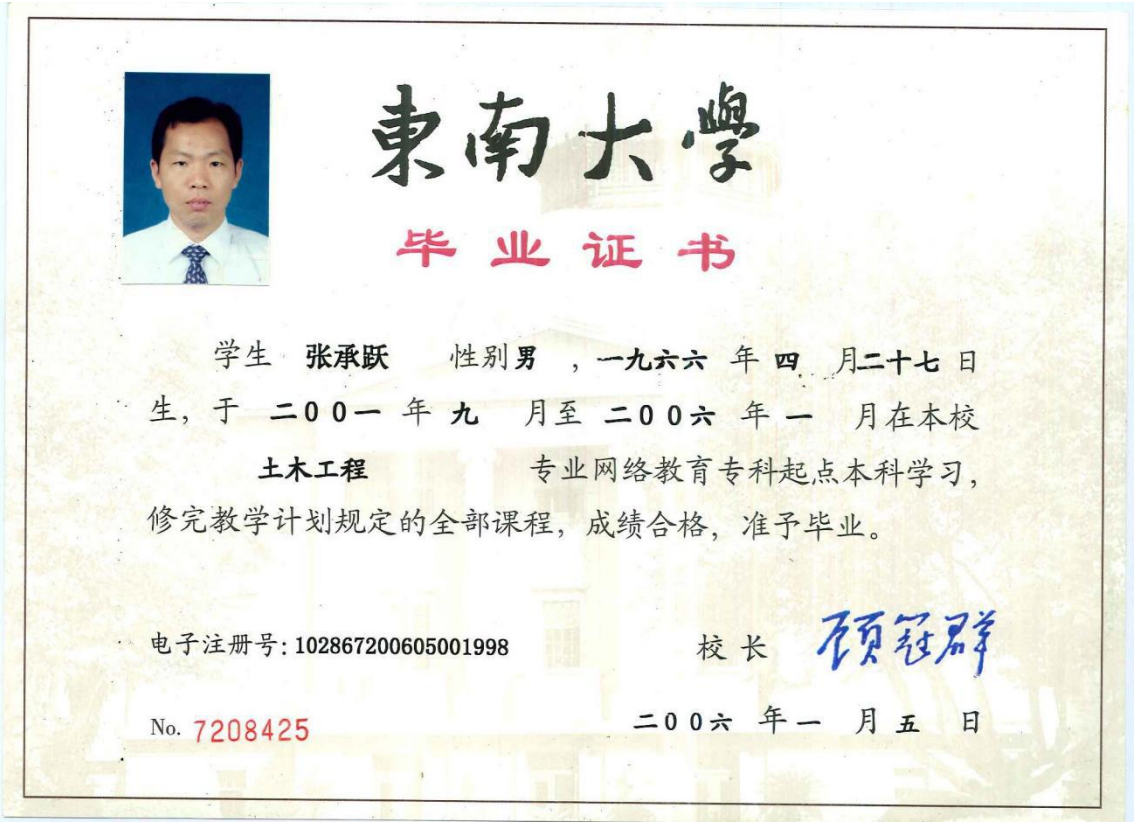 東南大學
毕业证书
学生 张承跃 性别男 ,一九六六 年 四 月二十七 日
生, 于 二00一 年 九 月至 二00六 年 一 月在本校
土木工程 专业网络教育专科起点本科学习,
修完教学计划规定的全部课程, 成绩合格, 准予毕业。
电子注册号: 102867200605001998
校 长 顾冠群
No. 7208425
二00六 年 一 月 五 日